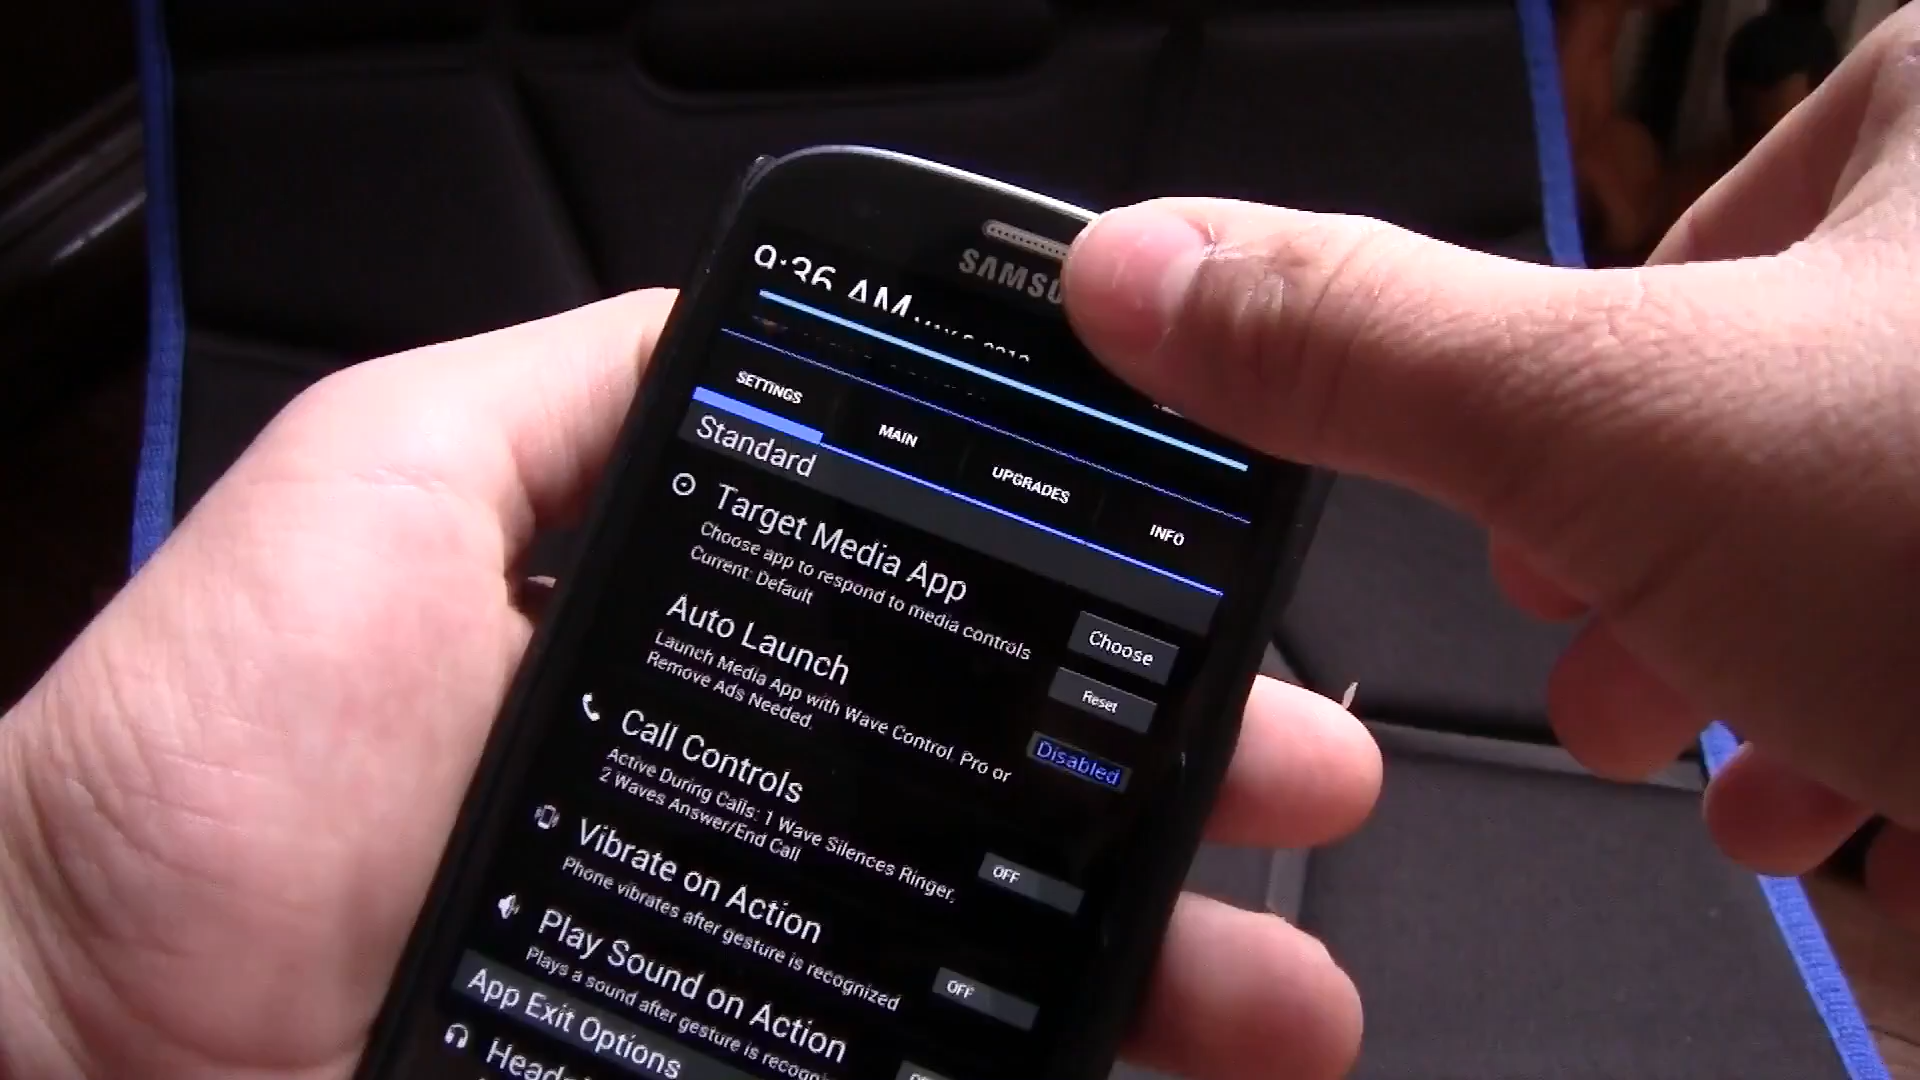 SAMSU
9:36 AM
SETTINGS
MAIN
UPGRADES
INFO
Standard
Target Media App
Choose app to respond to media controls
Current: Default
Choose
Reset
Auto Launch
Launch Media App with Wave Control. Pro or
Remove Ads Needed.
Disabled
Call Controls
Active During Calls: 1 Wave Silences Ringer,
2 Waves Answer/End Call
OFF
Vibrate on Action
Phone vibrates after gesture is recognized
OFF
Play Sound on Action
Plays a sound after gesture is recogni
App Exit Options
Head